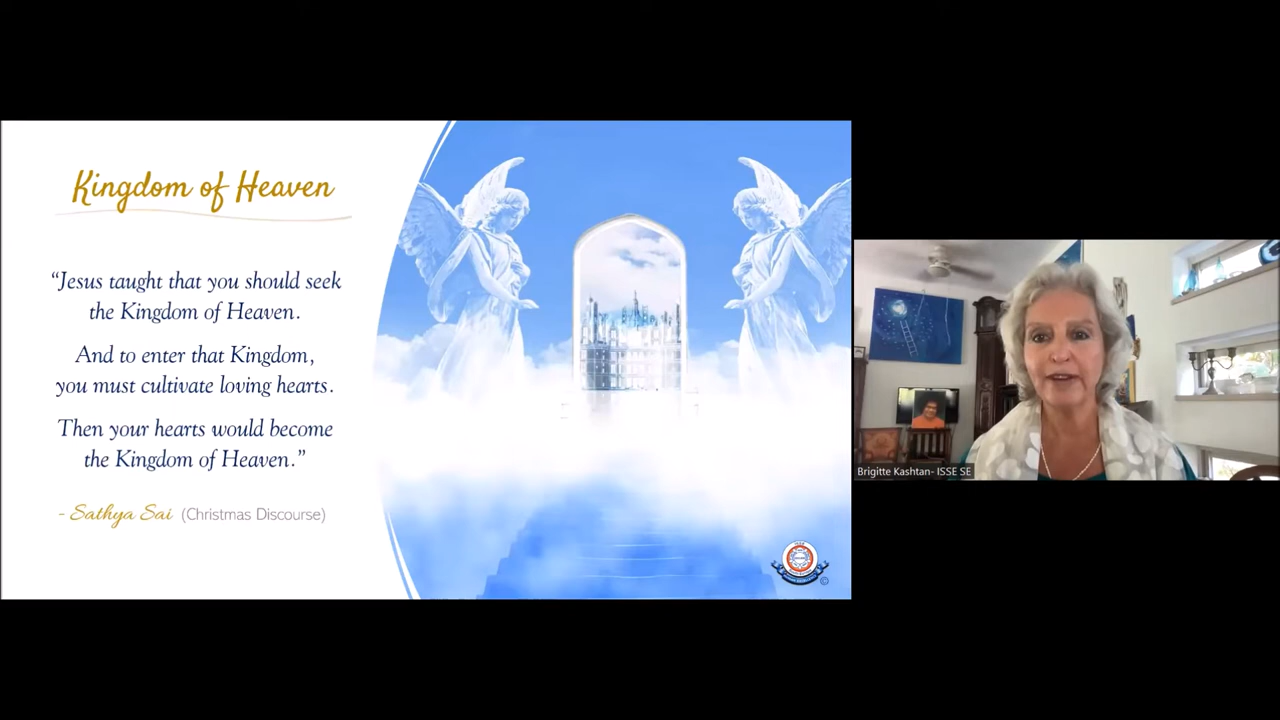 Kingdom of Heaven
“Jesus taught that you should seek
the Kingdom of Heaven.
And to enter that Kingdom,
you must cultivate loving hearts.
Then your hearts would become
the Kingdom of Heaven.”
- Sathya Sai (Christmas Discourse)
©
Brigitte Kashtan- ISSE SE